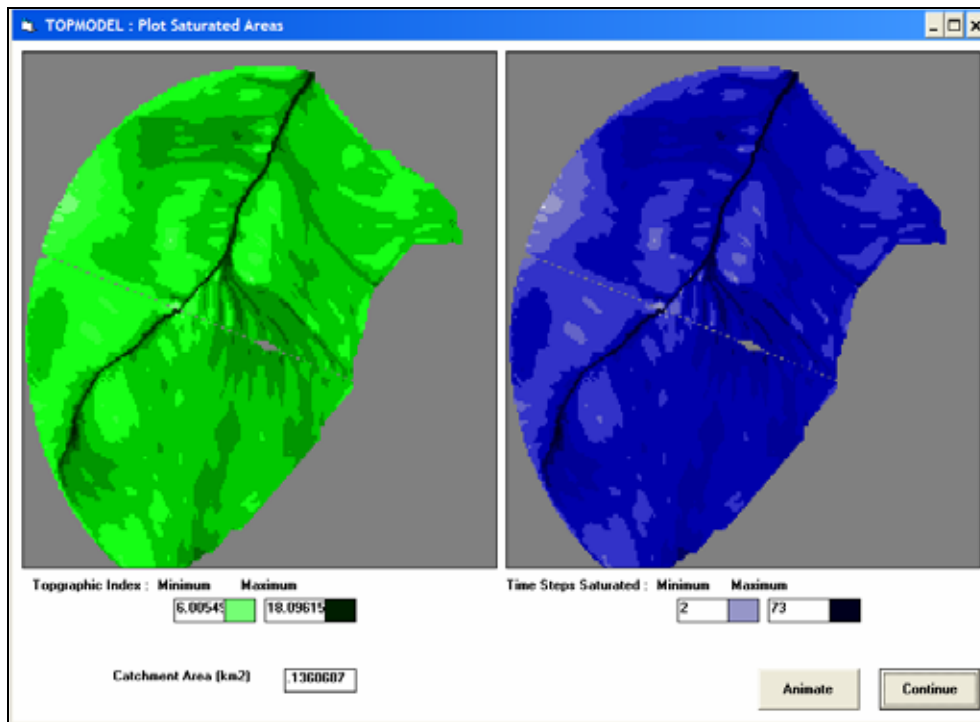 TOPMODEL : Plot Saturated Areas
Topgraphic Index : Minimum Maximum
6.00549 18.09615
Time Steps Saturated : Minimum Maximum
2 73
Catchment Area (km2) .1360687
Animate
Continue